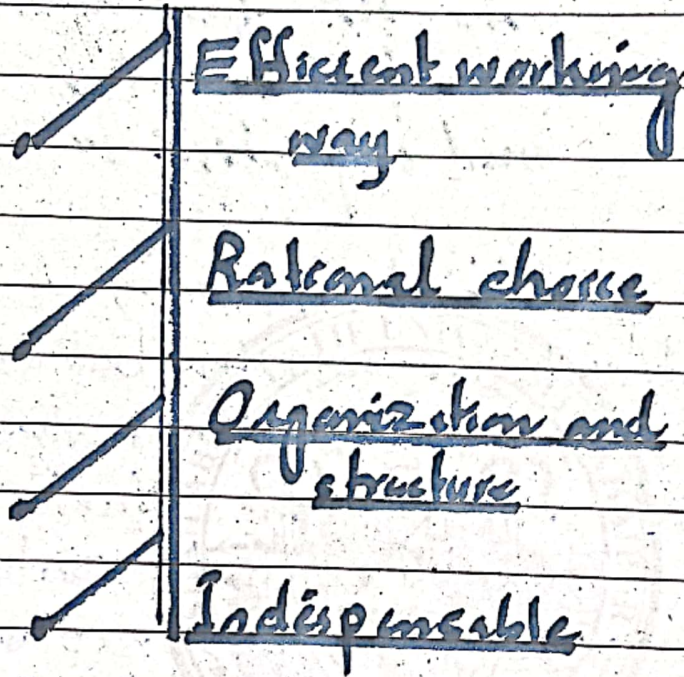 Efficient working
way
Rational choice
Organization and
structure
Indispensable